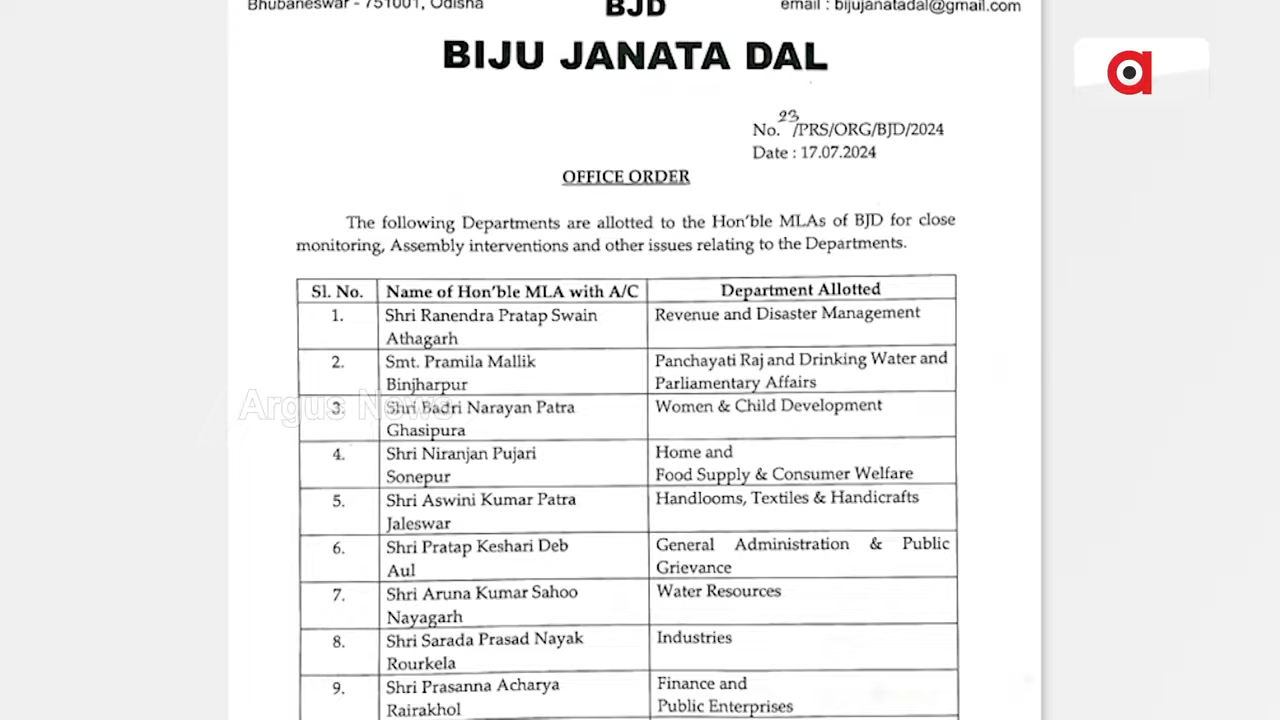 Bhubaneswar - 751001, Odisha
BJD
email : bijujanatadal@gmail.com
BIJU JANATA DAL
No. 23/PRS/ORG/BJD/2024
Date : 17.07.2024
OFFICE ORDER
The following Departments are allotted to the Hon'ble MLAs of BJD for close
monitoring, Assembly interventions and other issues relating to the Departments.
Sl. No. Name of Hon'ble MLA with A/C Department Allotted
1. Shri Ranendra Pratap Swain Revenue and Disaster Management
Athagarh
2. Smt. Pramila Mallik Panchayati Raj and Drinking Water and
Binjharpur Parliamentary Affairs
Argus News
3. Shri Badri Narayan Patra Women & Child Development
Ghasipura
4. Shri Niranjan Pujari Home and
Sonepur Food Supply & Consumer Welfare
5. Shri Aswini Kumar Patra Handlooms, Textiles & Handicrafts
Jaleswar
6. Shri Pratap Keshari Deb General Administration & Public
Aul Grievance
7. Shri Aruna Kumar Sahoo Water Resources
Nayagarh
8. Shri Sarada Prasad Nayak Industries
Rourkela
9. Shri Prasanna Acharya Finance and
Rairakhol Public Enterprises